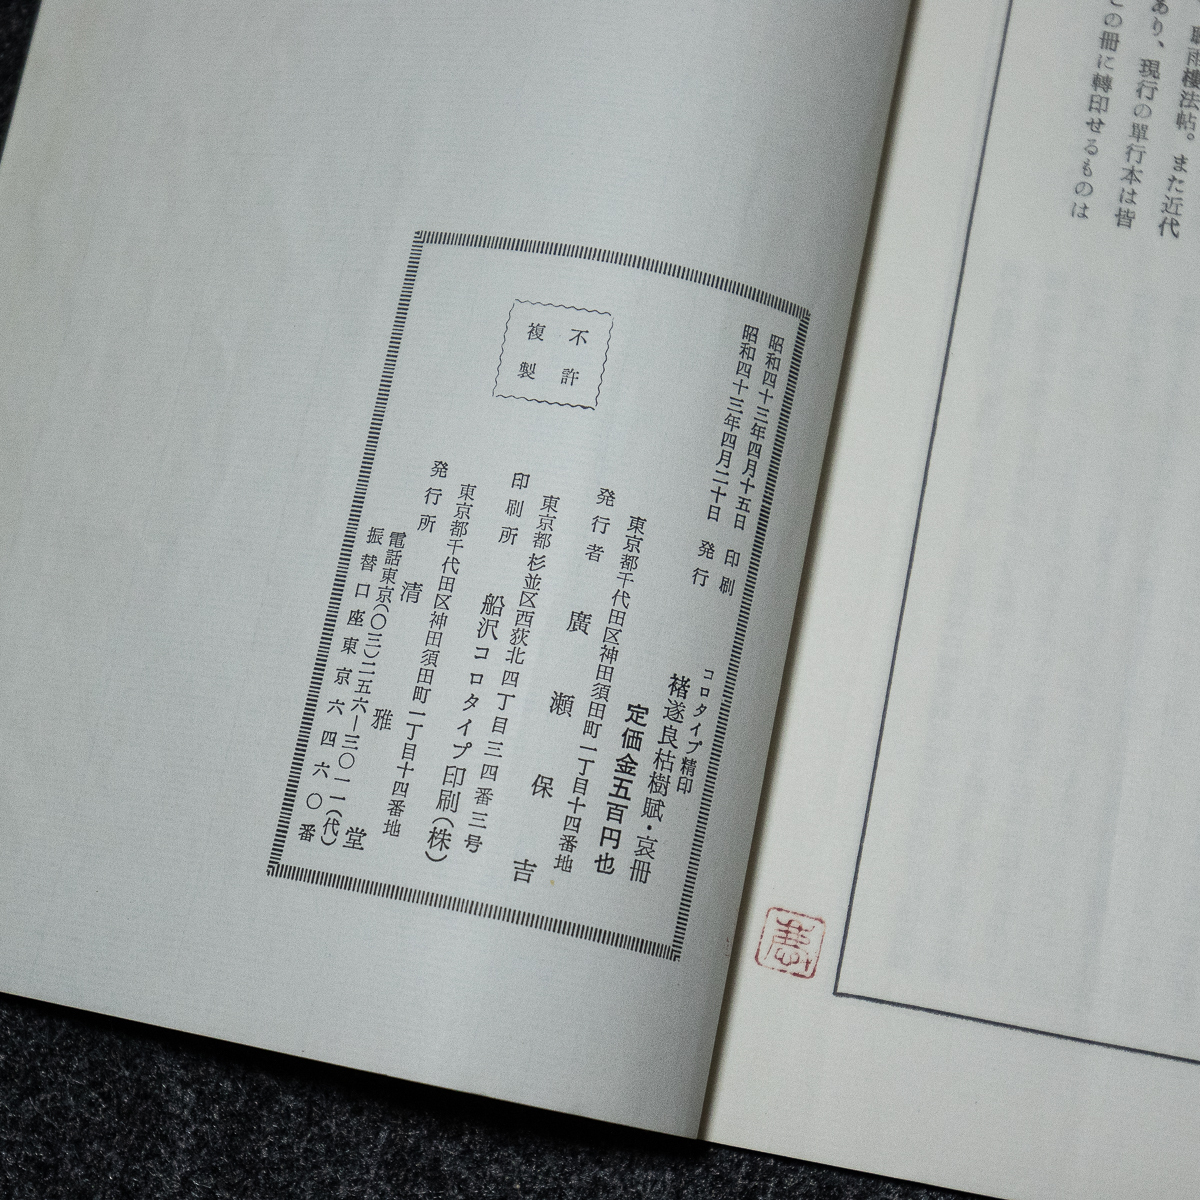 聽雨樓法帖。また近代
あり、現行の單行本は皆
この冊に轉印せるものは
昭和四十三年四月十五日 印刷
昭和四十三年四月二十日 発行
不許
複製
コロタイプ精印
褚遂良枯樹賦・哀冊
定価金五百円也
東京都千代田区神田須田町一丁目十四番地
発行者 廣瀬保吉
東京都杉並区西荻北四丁目三四番三号
印刷所 船沢コロタイプ印刷(株)
東京都千代田区神田須田町一丁目十四番地
発行所 清雅堂
電話東京(〇三)二五六―三〇一一(代)
振替口座東京六四六〇番